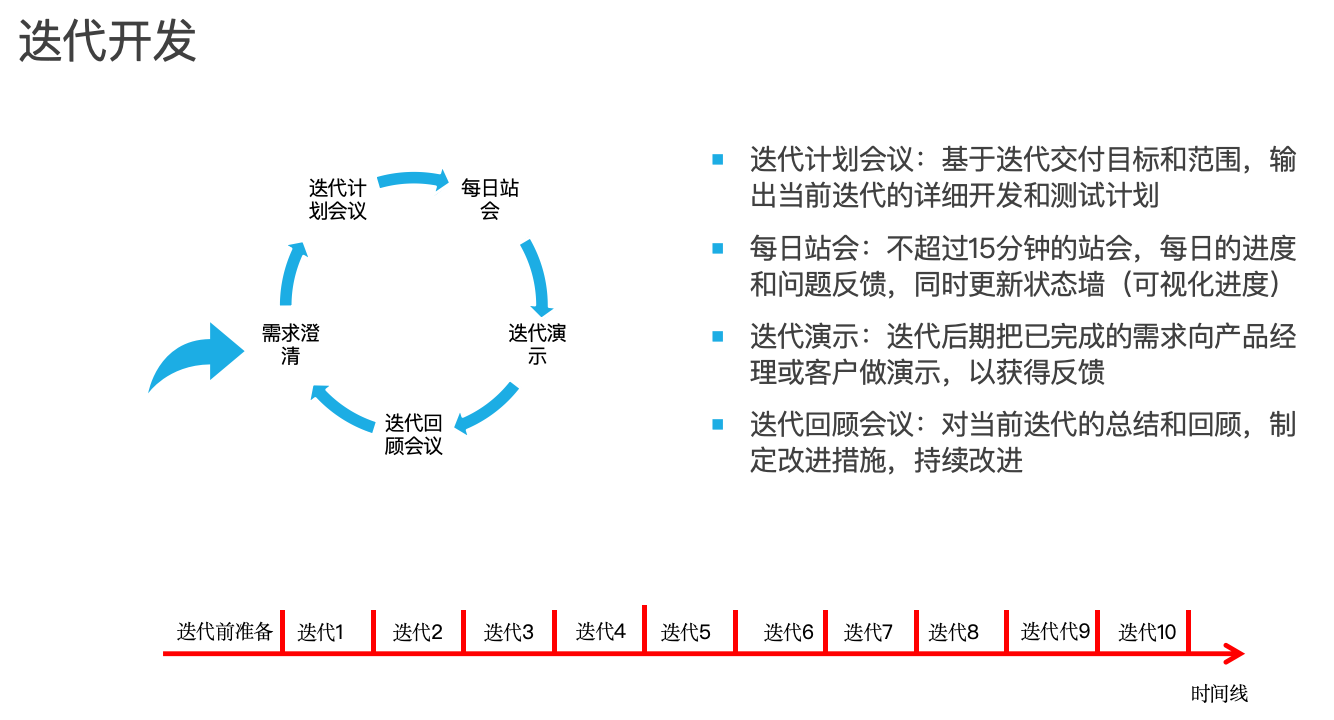 迭代开发
迭代计
划会议
每日站
会
需求澄
清
迭代演
示
迭代回
顾会议
迭代计划会议：基于迭代交付目标和范围，输
出当前迭代的详细开发和测试计划
每日站会：不超过15分钟的站会，每日的进度
和问题反馈，同时更新状态墙（可视化进度）
迭代演示：迭代后期把已完成的需求向产品经
理或客户做演示，以获得反馈
迭代回顾会议：对当前迭代的总结和回顾，制
定改进措施，持续改进
迭代前准备
迭代1
迭代2
迭代3
迭代4
迭代5
迭代6
迭代7
迭代8
迭代代9
迭代10
时间线